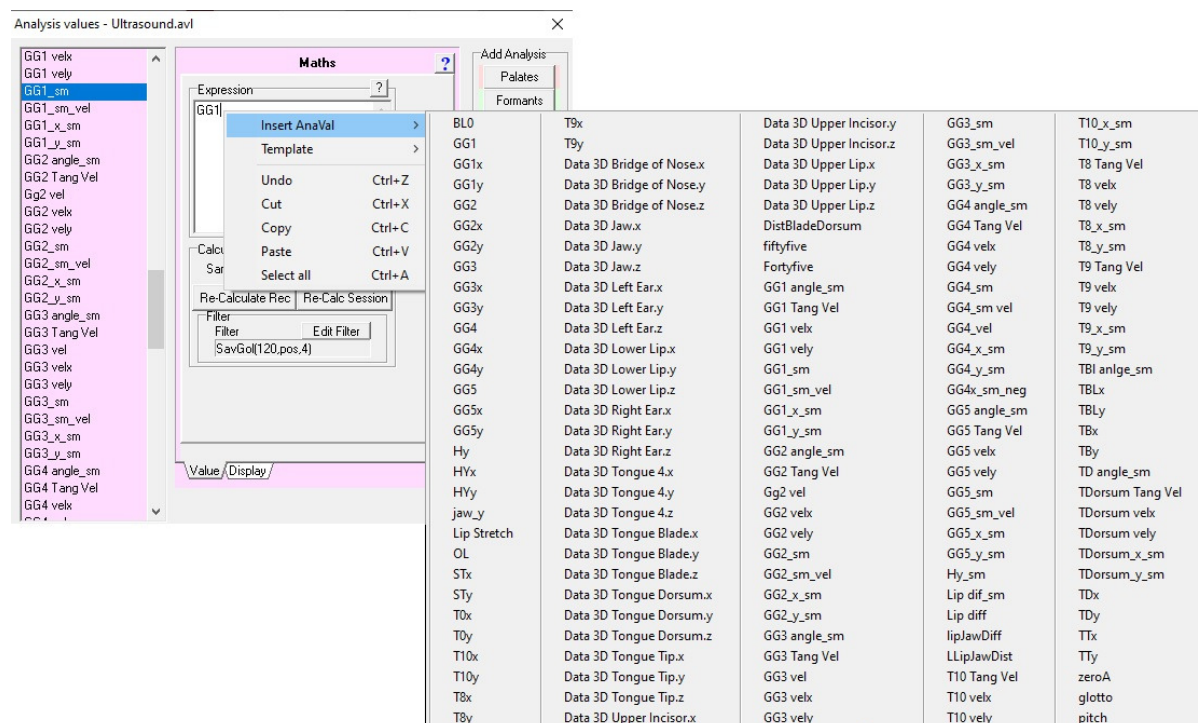 Analysis values - Ultrasound.avl
GG1 velx
GG1 vely
GG1_sm
GG1_sm_vel
GG1_x_sm
GG1_y_sm
GG2 angle_sm
GG2 Tang Vel
Gg2 vel
GG2 velx
GG2 vely
GG2_sm
GG2_sm_vel
GG2_x_sm
GG2_y_sm
GG3 angle_sm
GG3 Tang Vel
GG3 vel
GG3 velx
GG3 vely
GG3_sm
GG3_sm_vel
GG3_x_sm
GG3_y_sm
GG4 angle_sm
GG4 Tang Vel
GG4 velx
Maths
?
Expression
?
GG1
Re-Calculate Rec
Re-Calc Session
Filter
Filter
Edit Filter
SavGol(120,pos,4)
Value
Display
Add Analysis
Palates
Formants
Insert AnaVal
Template
Undo Ctrl+Z
Cut Ctrl+X
Copy Ctrl+C
Paste Ctrl+V
Select all Ctrl+A
BL0
GG1
GG1x
GG1y
GG2
GG2x
GG2y
GG3
GG3x
GG3y
GG4
GG4x
GG4y
GG5
GG5x
GG5y
Hy
HYx
HYy
jaw_y
Lip Stretch
OL
STx
STy
T0x
T0y
T10x
T10y
T8x
T8y
T9x
T9y
Data 3D Bridge of Nose.x
Data 3D Bridge of Nose.y
Data 3D Bridge of Nose.z
Data 3D Jaw.x
Data 3D Jaw.y
Data 3D Jaw.z
Data 3D Left Ear.x
Data 3D Left Ear.y
Data 3D Left Ear.z
Data 3D Lower Lip.x
Data 3D Lower Lip.y
Data 3D Lower Lip.z
Data 3D Right Ear.x
Data 3D Right Ear.y
Data 3D Right Ear.z
Data 3D Tongue 4.x
Data 3D Tongue 4.y
Data 3D Tongue 4.z
Data 3D Tongue Blade.x
Data 3D Tongue Blade.y
Data 3D Tongue Blade.z
Data 3D Tongue Dorsum.x
Data 3D Tongue Dorsum.y
Data 3D Tongue Dorsum.z
Data 3D Tongue Tip.x
Data 3D Tongue Tip.y
Data 3D Tongue Tip.z
Data 3D Upper Incisor.x
Data 3D Upper Incisor.y
Data 3D Upper Incisor.z
Data 3D Upper Lip.x
Data 3D Upper Lip.y
Data 3D Upper Lip.z
DistBladeDorsum
fiftyfive
Fortyfive
GG1 angle_sm
GG1 Tang Vel
GG1 velx
GG1 vely
GG1_sm
GG1_sm_vel
GG1_x_sm
GG1_y_sm
GG2 angle_sm
GG2 Tang Vel
Gg2 vel
GG2 velx
GG2 vely
GG2_sm
GG2_sm_vel
GG2_x_sm
GG2_y_sm
GG3 angle_sm
GG3 Tang Vel
GG3 vel
GG3 velx
GG3 vely
GG3_sm
GG3_sm_vel
GG3_x_sm
GG3_y_sm
GG4 angle_sm
GG4 Tang Vel
GG4 velx
GG4 vely
GG4_sm
GG4_sm vel
GG4_vel
GG4_x_sm
GG4_y_sm
GG4x_sm_neg
GG5 angle_sm
GG5 Tang Vel
GG5 velx
GG5 vely
GG5_sm
GG5_sm_vel
GG5_x_sm
GG5_y_sm
Hy_sm
Lip dif_sm
Lip diff
lipJawDiff
LLipJawDist
T10 Tang Vel
T10 velx
T10 vely
T10_x_sm
T10_y_sm
T8 Tang Vel
T8 velx
T8 vely
T8_x_sm
T8_y_sm
T9 Tang Vel
T9 velx
T9 vely
T9_x_sm
T9_y_sm
TBl anlge_sm
TBLx
TBLy
TBx
TBy
TD angle_sm
TDorsum Tang Vel
TDorsum velx
TDorsum vely
TDorsum_x_sm
TDorsum_y_sm
TDx
TDy
TTx
TTy
zeroA
glotto
pitch